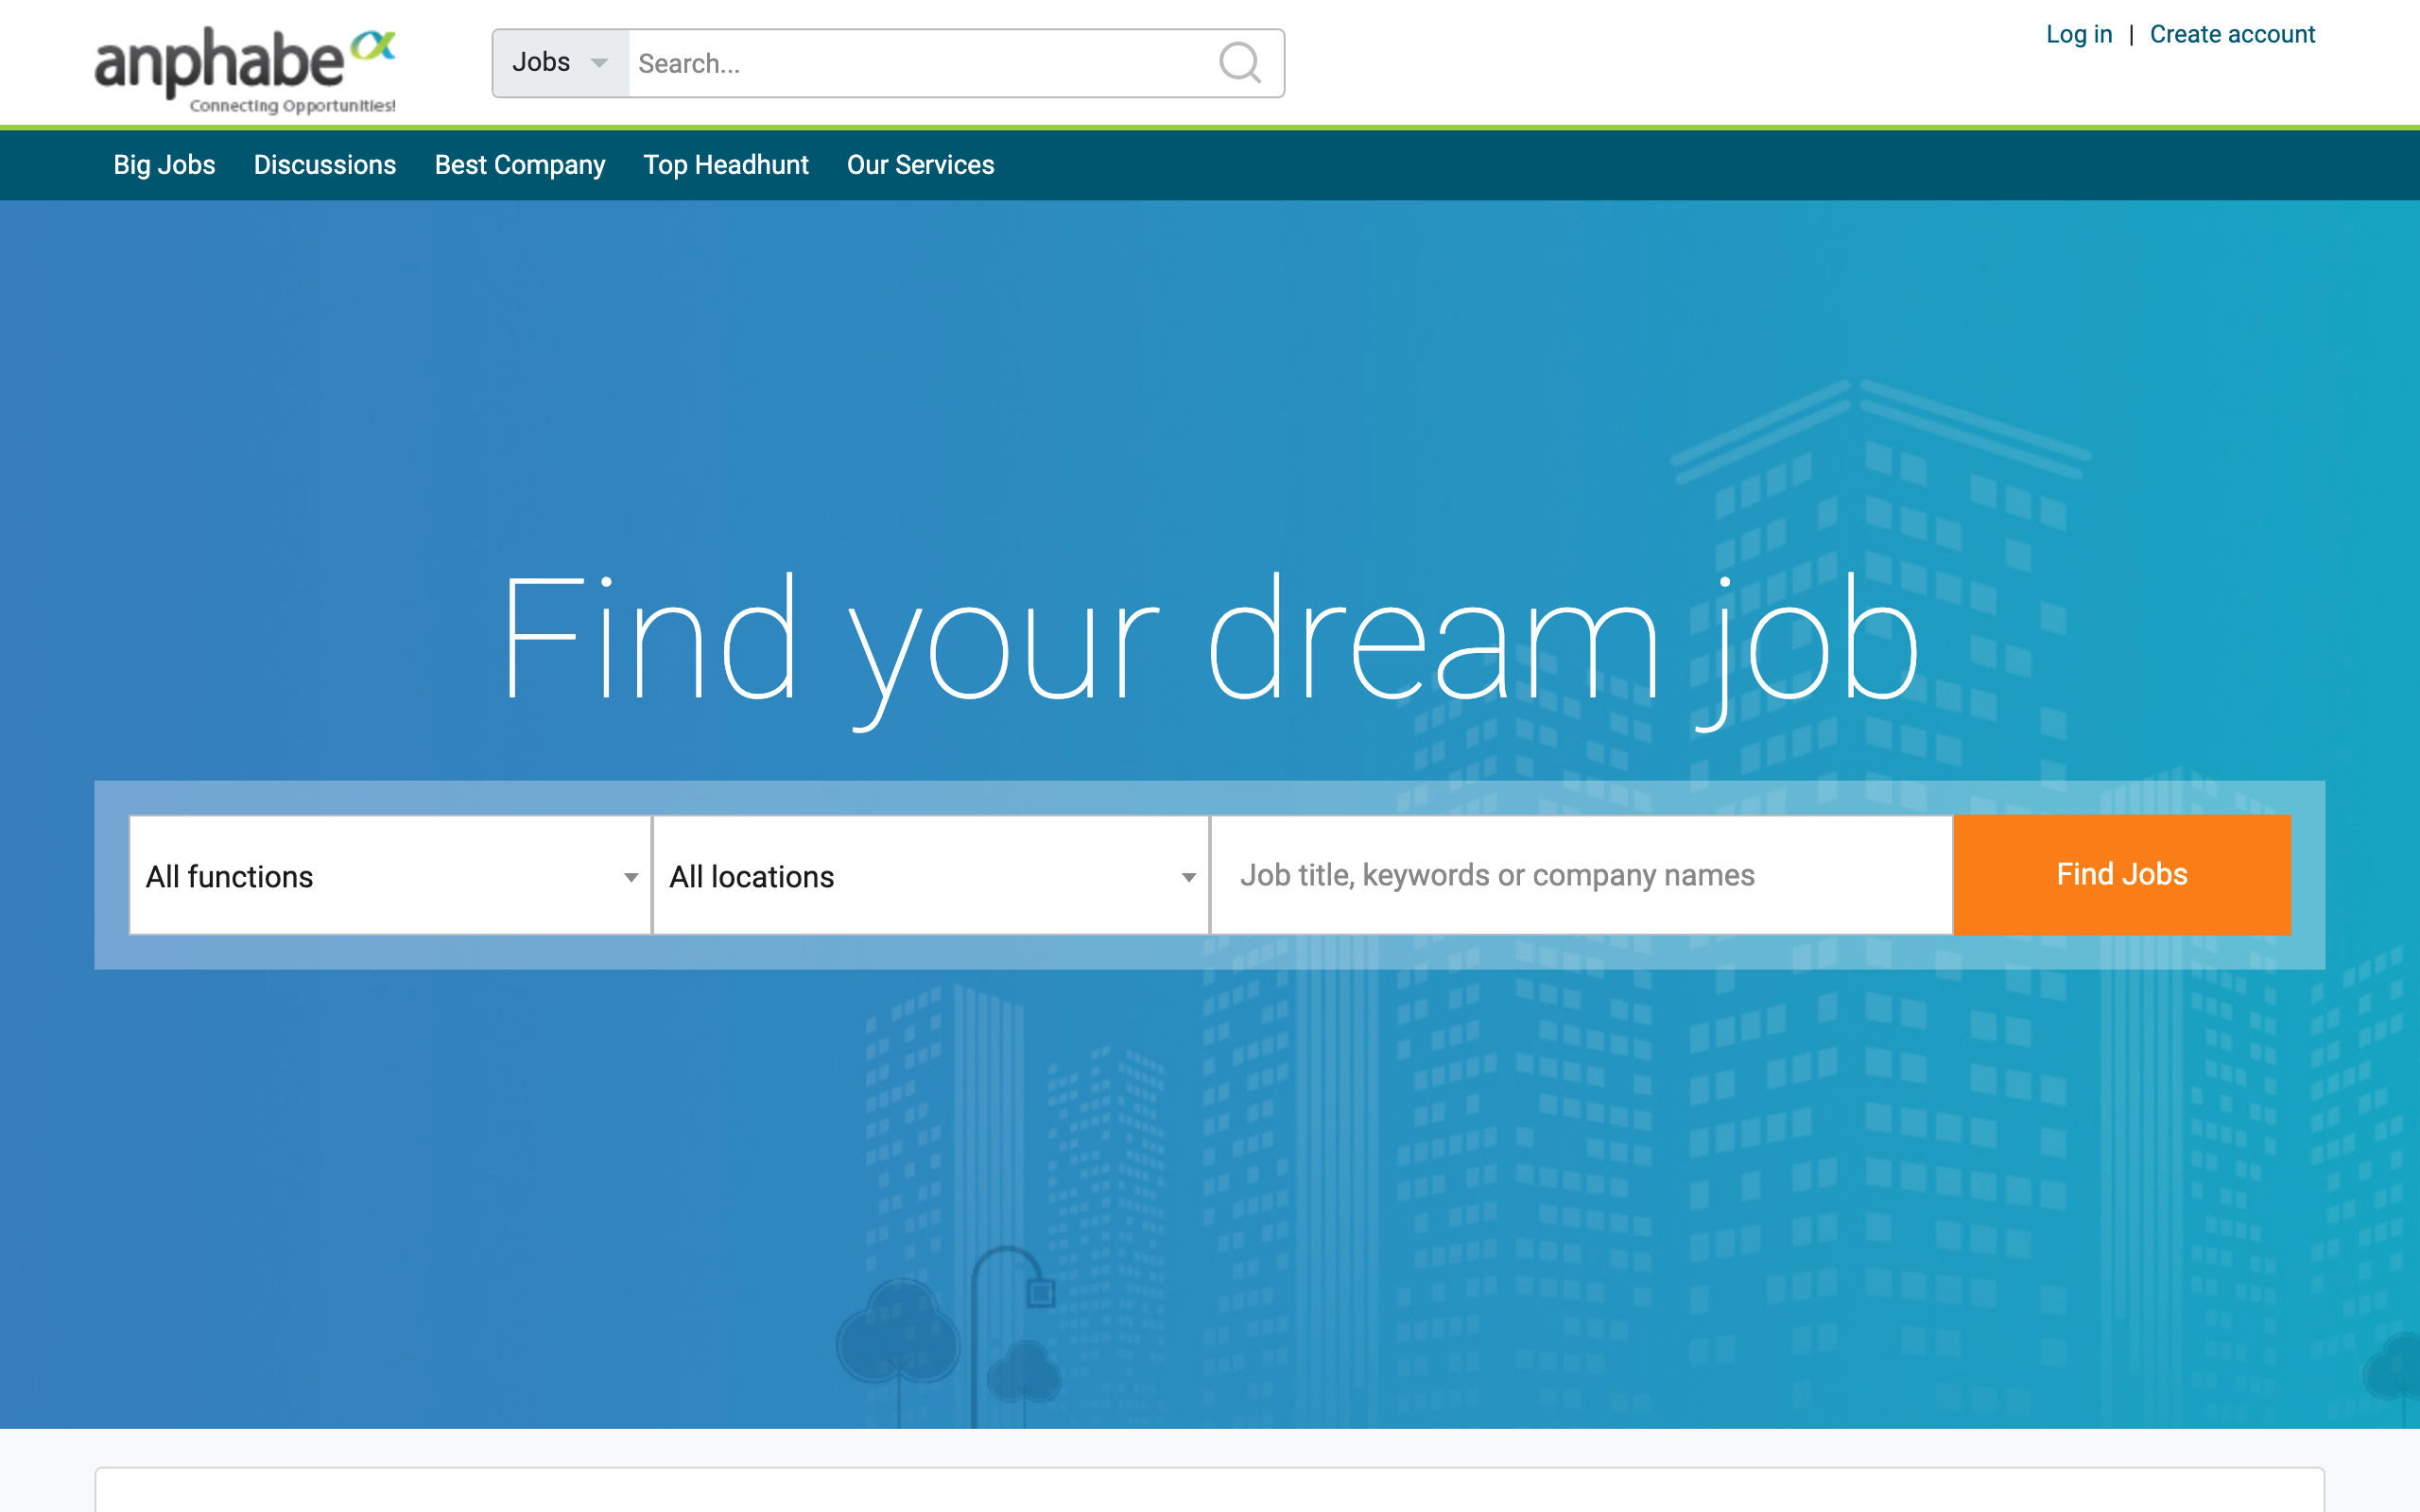 anphabe
Connecting Opportunities!
Jobs Search...
Log in | Create account
Big Jobs Discussions Best Company Top Headhunt Our Services
Find your dream job
All functions All locations Job title, keywords or company names Find Jobs